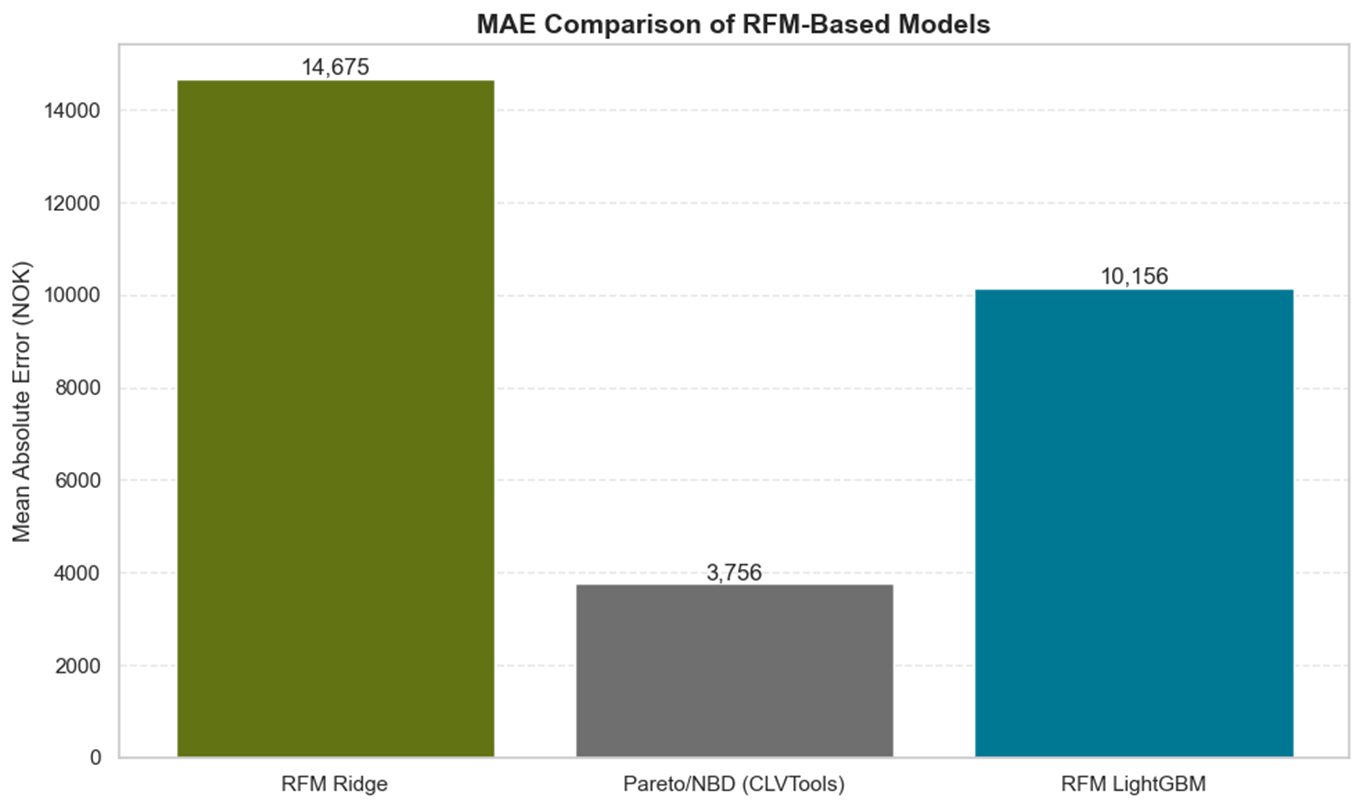 MAE Comparison of RFM-Based Models
Mean Absolute Error (NOK)
14000
12000
10000
8000
6000
4000
2000
0
14,675
3,756
10,156
RFM Ridge
Pareto/NBD (CLVTools)
RFM LightGBM